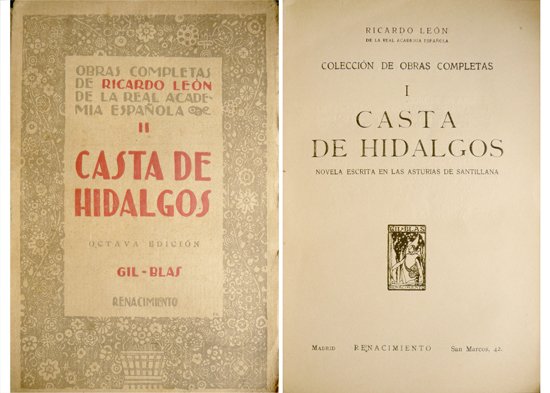 OBRAS COMPLETAS
DE RICARDO LEÓN
DE LA REAL ACADE-
MIA ESPAÑOLA
II
CASTA DE
HIDALGOS
OCTAVA EDICIÓN
GIL-BLAS
RENACIMIENTO
RICARDO LEÓN
DE LA REAL ACADEMIA ESPAÑOLA
COLECCIÓN DE OBRAS COMPLETAS
I
CASTA
DE HIDALGOS
NOVELA ESCRITA EN LAS ASTURIAS DE SANTILLANA
GIL-BLAS
RENACIMIENTO
Madrid RENACIMIENTO San Marcos, 42.